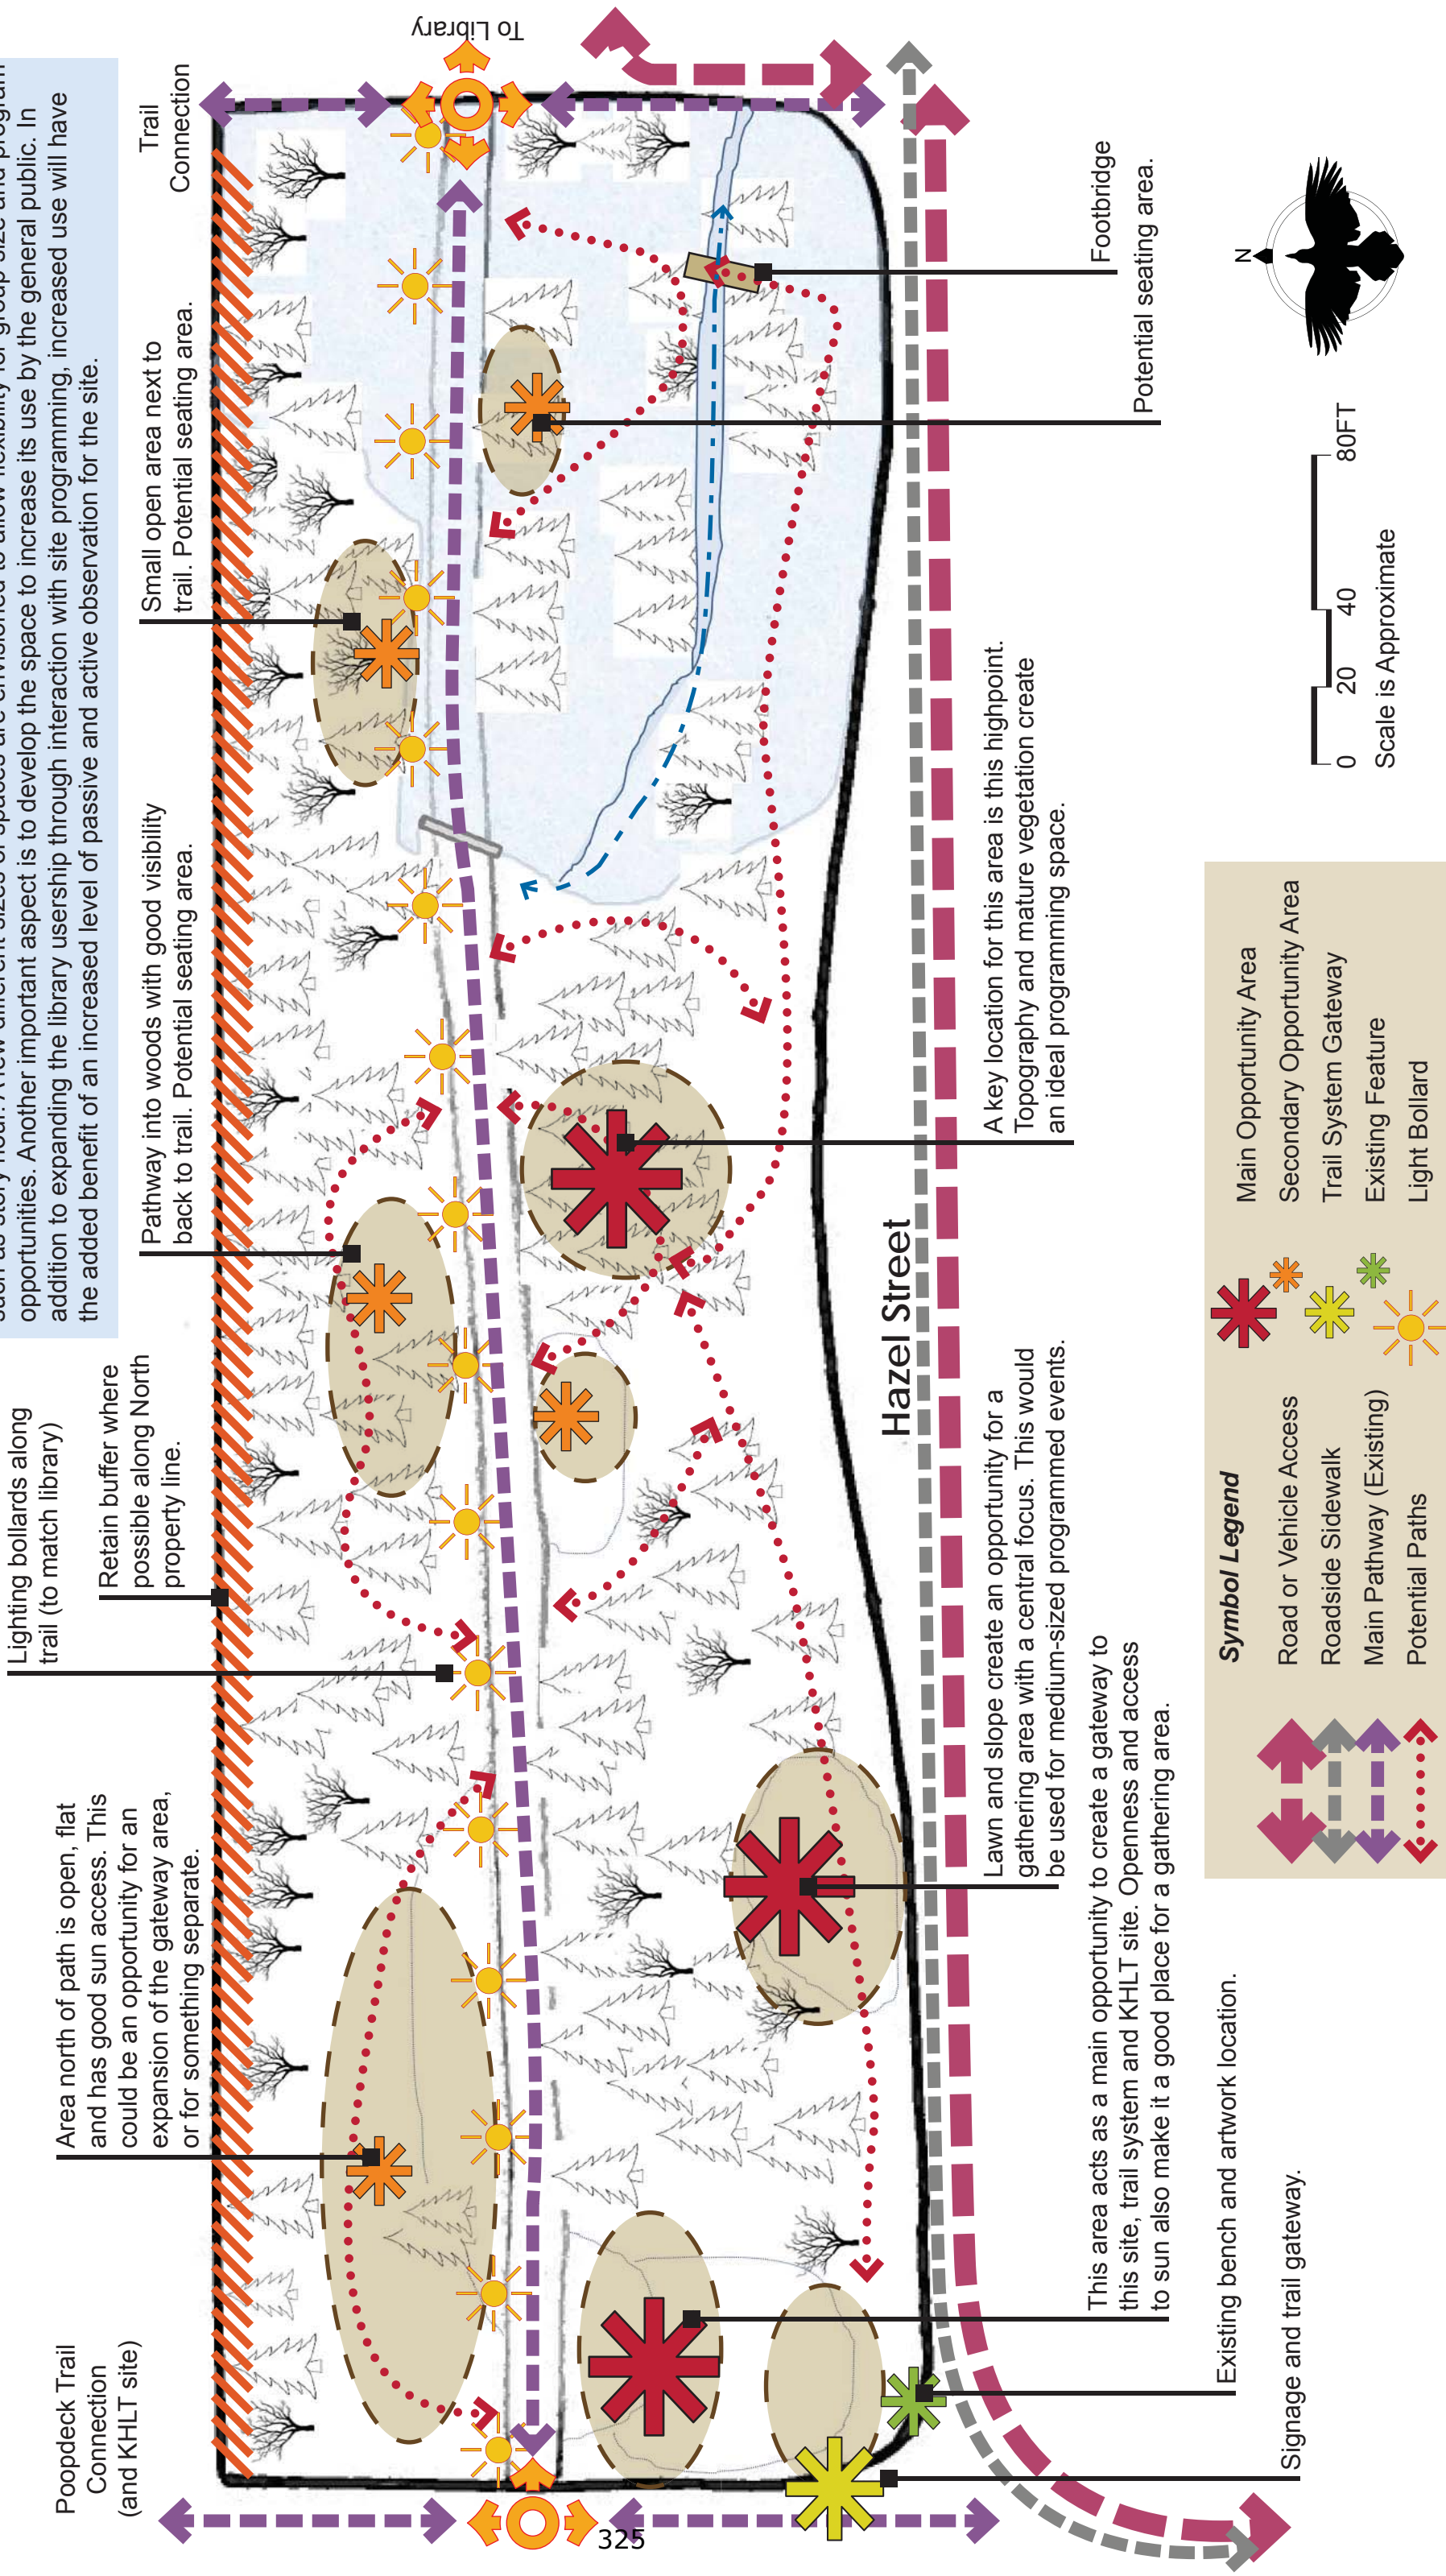 opportunities. Another important aspect is to develop the space to increase its use by the general public. In
addition to expanding the library usership through interaction with site programming, increased use will have
the added benefit of an increased level of passive and active observation for the site.
Lighting bollards along
trail (to match library)
Retain buffer where
possible along North
property line.
Poopdeck Trail
Connection
(and KHLT site)
Area north of path is open, flat
and has good sun access. This
could be an opportunity for an
expansion of the gateway area,
or for something separate.
Pathway into woods with good visibility
back to trail. Potential seating area.
Small open area next to
trail. Potential seating area.
Trail
Connection
To Library
Hazel Street
Signage and trail gateway.
Existing bench and artwork location.
This area acts as a main opportunity to create a gateway to
this site, trail system and KHLT site. Openness and access
to sun also make it a good place for a gathering area.
Lawn and slope create an opportunity for a
gathering area with a central focus. This would
be used for medium-sized programmed events.
A key location for this area is this highpoint.
Topography and mature vegetation create
an ideal programming space.
Footbridge
Potential seating area.
Symbol Legend
Road or Vehicle Access
Roadside Sidewalk
Main Pathway (Existing)
Potential Paths
Main Opportunity Area
Secondary Opportunity Area
Trail System Gateway
Existing Feature
Light Bollard
0 20 40 80FT
Scale is Approximate
N
325